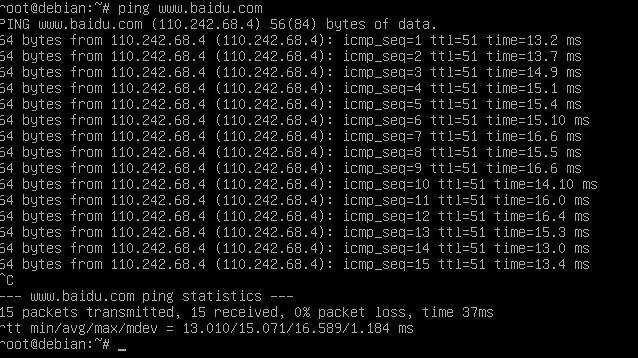 root@debian:~# ping www.baidu.com
PING www.baidu.com (110.242.68.4) 56(84) bytes of data.
64 bytes from 110.242.68.4 (110.242.68.4): icmp_seq=1 ttl=51 time=13.2 ms
64 bytes from 110.242.68.4 (110.242.68.4): icmp_seq=2 ttl=51 time=13.7 ms
64 bytes from 110.242.68.4 (110.242.68.4): icmp_seq=3 ttl=51 time=14.9 ms
64 bytes from 110.242.68.4 (110.242.68.4): icmp_seq=4 ttl=51 time=15.1 ms
64 bytes from 110.242.68.4 (110.242.68.4): icmp_seq=5 ttl=51 time=15.4 ms
64 bytes from 110.242.68.4 (110.242.68.4): icmp_seq=6 ttl=51 time=15.10 ms
64 bytes from 110.242.68.4 (110.242.68.4): icmp_seq=7 ttl=51 time=16.6 ms
64 bytes from 110.242.68.4 (110.242.68.4): icmp_seq=8 ttl=51 time=15.5 ms
64 bytes from 110.242.68.4 (110.242.68.4): icmp_seq=9 ttl=51 time=16.6 ms
64 bytes from 110.242.68.4 (110.242.68.4): icmp_seq=10 ttl=51 time=14.10 ms
64 bytes from 110.242.68.4 (110.242.68.4): icmp_seq=11 ttl=51 time=16.0 ms
64 bytes from 110.242.68.4 (110.242.68.4): icmp_seq=12 ttl=51 time=16.4 ms
64 bytes from 110.242.68.4 (110.242.68.4): icmp_seq=13 ttl=51 time=15.3 ms
64 bytes from 110.242.68.4 (110.242.68.4): icmp_seq=14 ttl=51 time=13.0 ms
64 bytes from 110.242.68.4 (110.242.68.4): icmp_seq=15 ttl=51 time=13.4 ms
^C
--- www.baidu.com ping statistics ---
15 packets transmitted, 15 received, 0% packet loss, time 37ms
rtt min/avg/max/mdev = 13.010/15.071/16.589/1.184 ms
root@debian:~# _